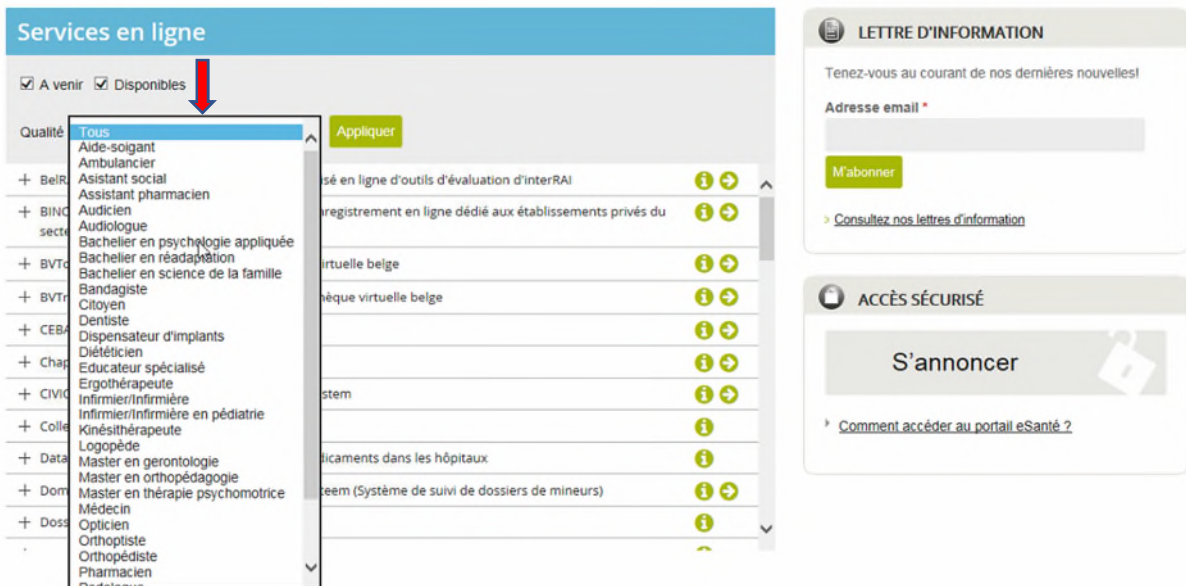 Services en ligne
A venir Disponibles
Qualité
Appliquer
Tous
Aide-soigant
Ambulancier
Asistant social
Assistant pharmacien
Audicien
Audiologue
Bachelier en psychologie appliquée
Bachelier en réadaptation
Bachelier en science de la famille
Bandagiste
Citoyen
Dentiste
Dispensateur d'implants
Diététicien
Educateur spécialisé
Ergothérapeute
Infirmier/Infirmière
Infirmier/Infirmière en pédiatrie
Kinésithérapeute
Logopède
Master en gerontologie
Master en orthopédagogie
Master en thérapie psychomotrice
Médecin
Opticien
Orthoptiste
Orthopédiste
Pharmacien
+ BelR isé en ligne d'outils d'évaluation d'interRAI
+ BINC nregistrement en ligne dédié aux établissements privés du
secte
+ BVTc irtuelle belge
+ BVTr hèque virtuelle belge
+ CEBA
+ Chap
+ CIVIC stem
+ Colle
+ Data dicaments dans les hôpitaux
+ Dom teem (Système de suivi de dossiers de mineurs)
+ Doss
LETTRE D'INFORMATION
Tenez-vous au courant de nos dernières nouvelles!
Adresse email *
M'abonner
Consultez nos lettres d'information
ACCÈS SÉCURISÉ
S'annoncer
Comment accéder au portail eSanté ?